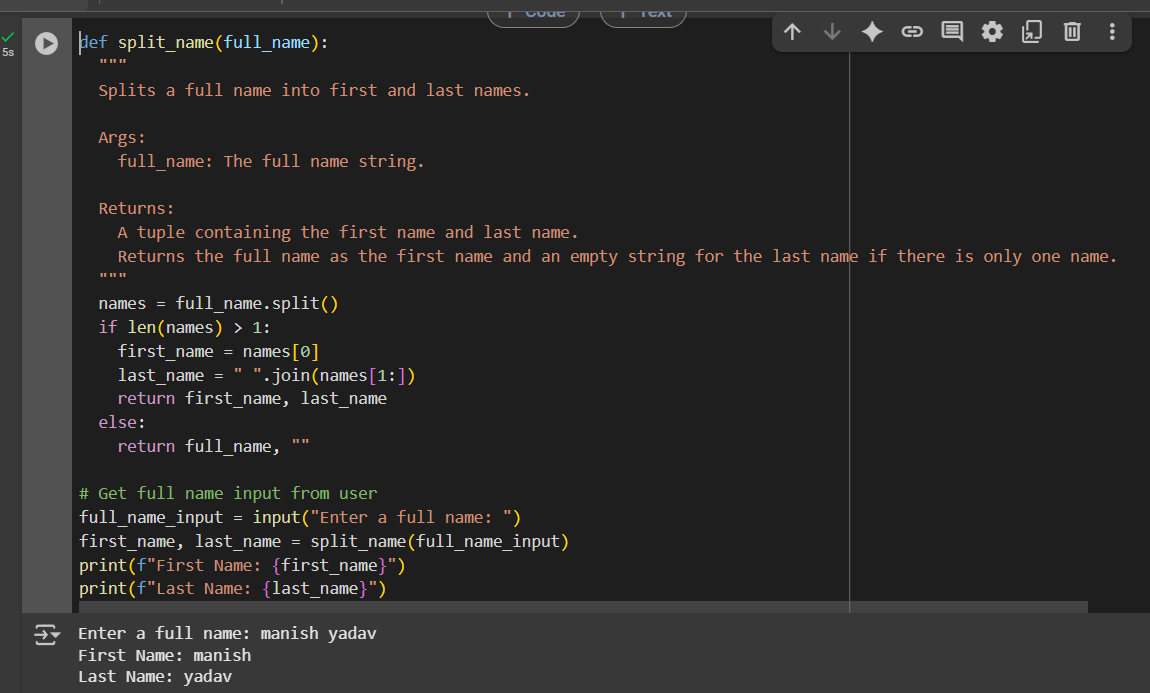 + Code + Text
5s
def split_name(full_name):
  """
  Splits a full name into first and last names.

  Args:
    full_name: The full name string.

  Returns:
    A tuple containing the first name and last name.
    Returns the full name as the first name and an empty string for the last name if there is only one name.
  """
  names = full_name.split()
  if len(names) > 1:
    first_name = names[0]
    last_name = " ".join(names[1:])
    return first_name, last_name
  else:
    return full_name, ""

# Get full name input from user
full_name_input = input("Enter a full name: ")
first_name, last_name = split_name(full_name_input)
print(f"First Name: {first_name}")
print(f"Last Name: {last_name}")
Enter a full name: manish yadav
First Name: manish
Last Name: yadav